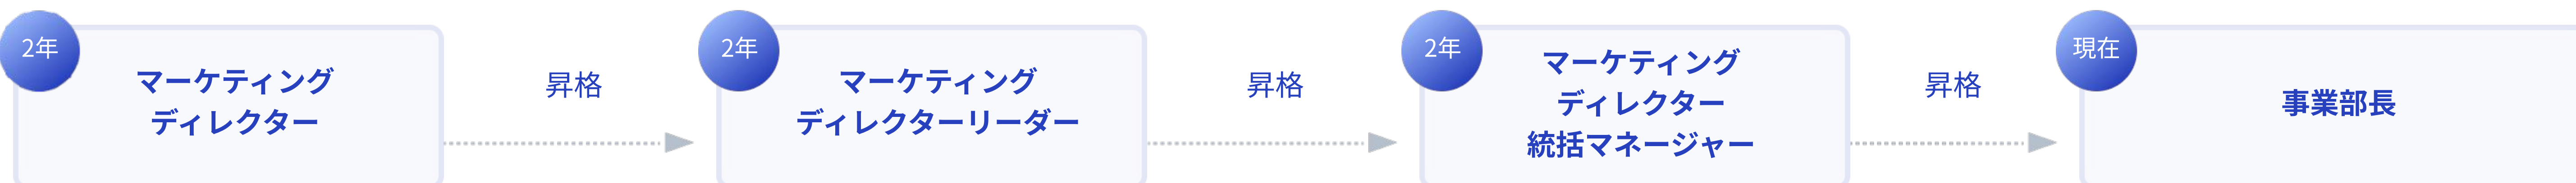 2年
マーケティング
ディレクター
昇格
2年
マーケティング
ディレクターリーダー
昇格
2年
マーケティング
ディレクター
統括マネージャー
昇格
現在
事業部長